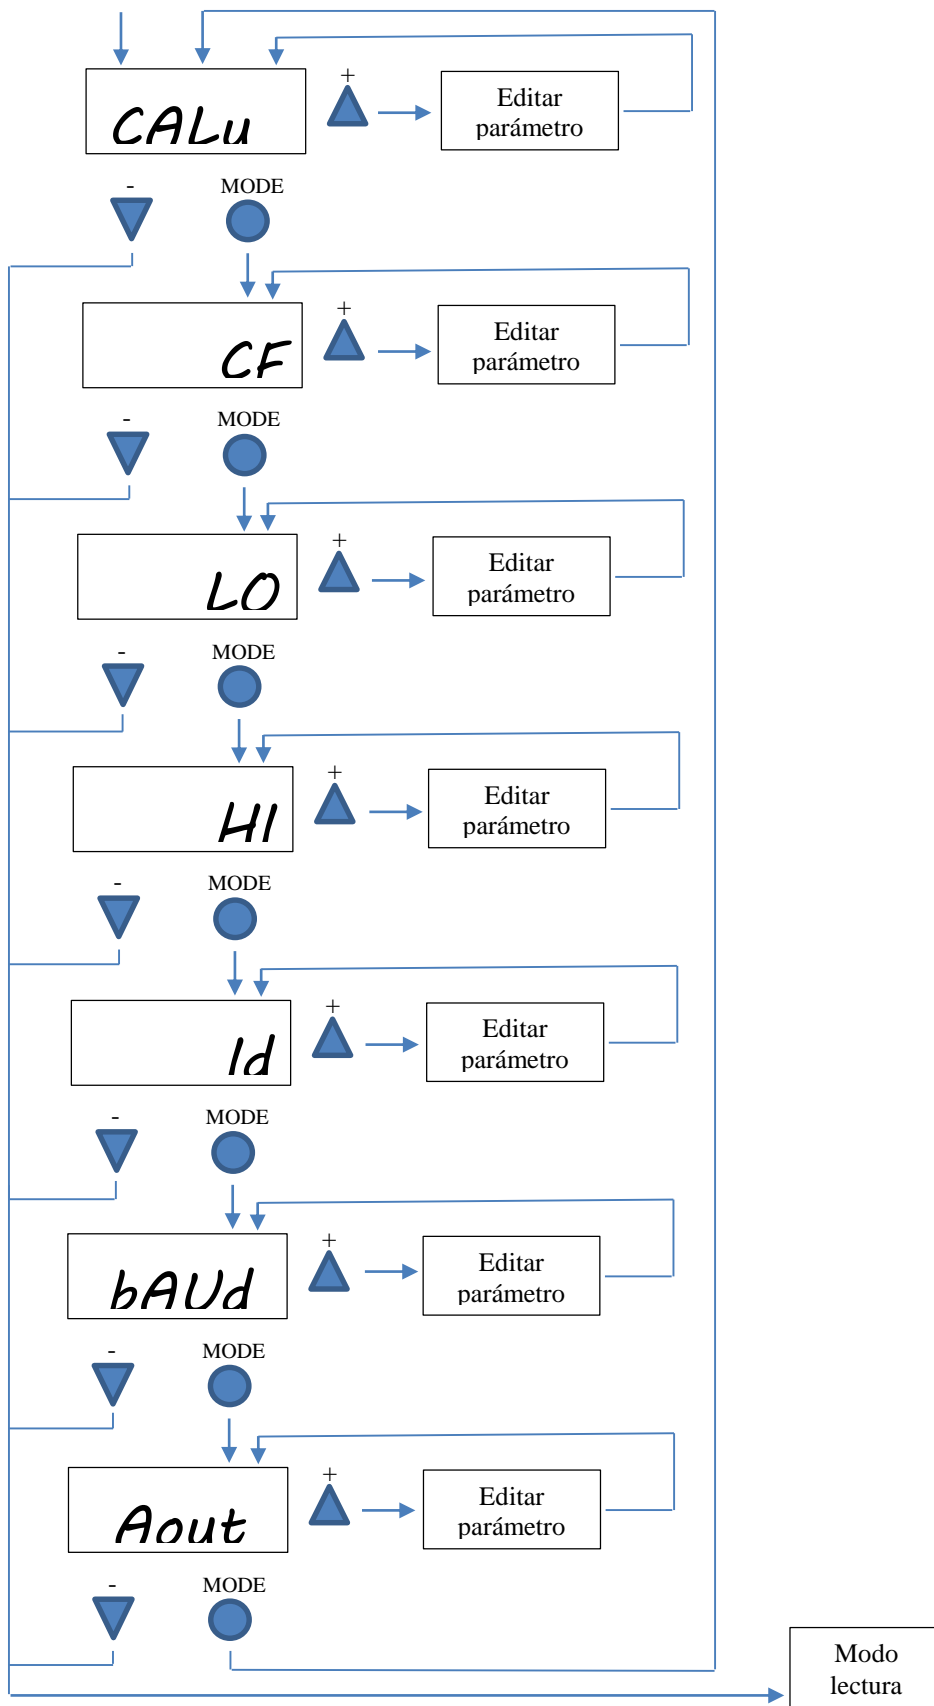 +
CALu
Editar
parámetro
-
MODE
+
CF
Editar
parámetro
-
MODE
+
LO
Editar
parámetro
-
MODE
+
HI
Editar
parámetro
-
MODE
+
Id
Editar
parámetro
-
MODE
+
bAUd
Editar
parámetro
-
MODE
+
Aout
Editar
parámetro
-
MODE
Modo
lectura